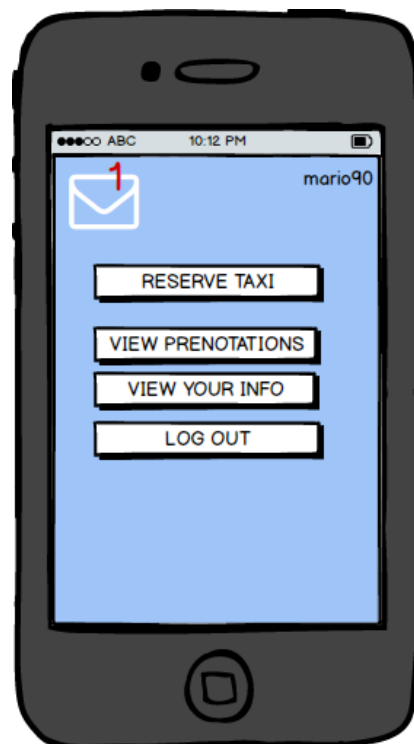 ABC 10:12 PM
1
mario90
RESERVE TAXI
VIEW PRENOTATIONS
VIEW YOUR INFO
LOG OUT